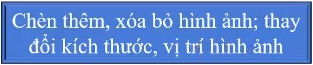 Chèn thêm, xóa bỏ hình ảnh; thay
đổi kích thước, vị trí hình ảnh